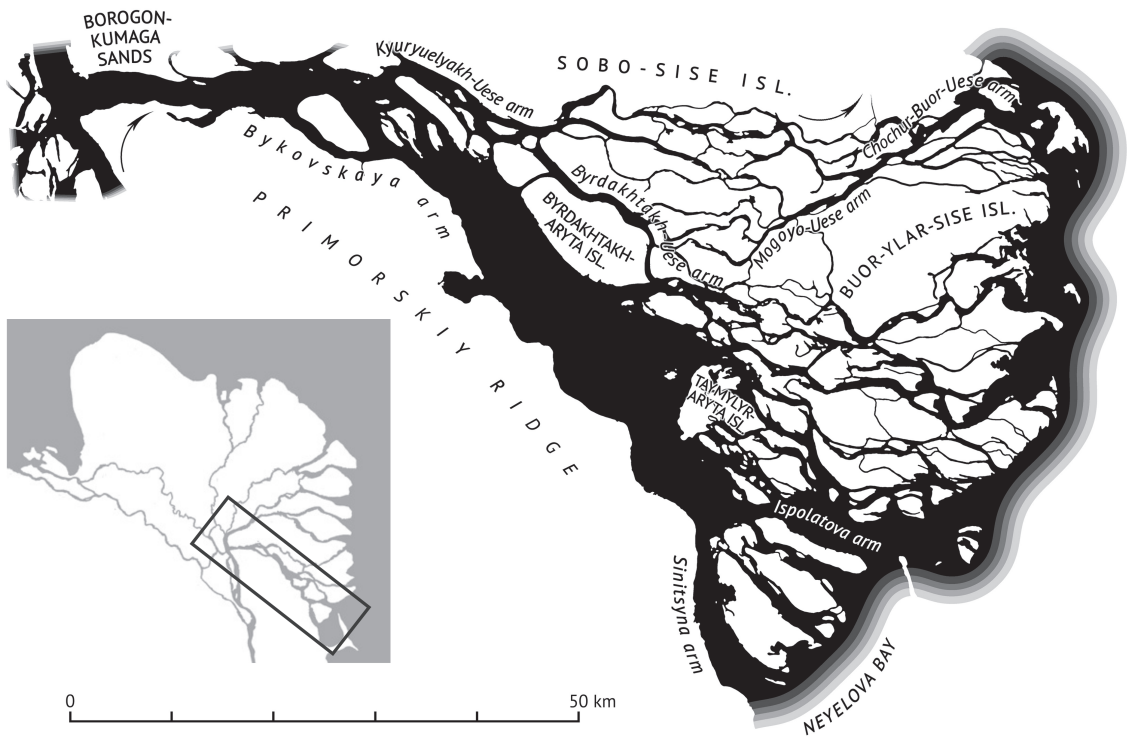 BOROGON-
KUMAGA
SANDS
Kyuryuelyakh-Uese arm
SOBO-SISE ISL.
Chochur-Buor-Uese arm
Bykovskaya arm
PRIMORSKIY RIDGE
Byrdakhtakh-Uese arm
BYRDAKHTAKH-
ARYTA ISL.
Mogoyo-Uese arm
BUOR-YLAR-SISE ISL.
TAY-MYLYR-
ARYTA ISL.
Ispolatova arm
Sinitsyna arm
NEYELOVA BAY
0 50 km